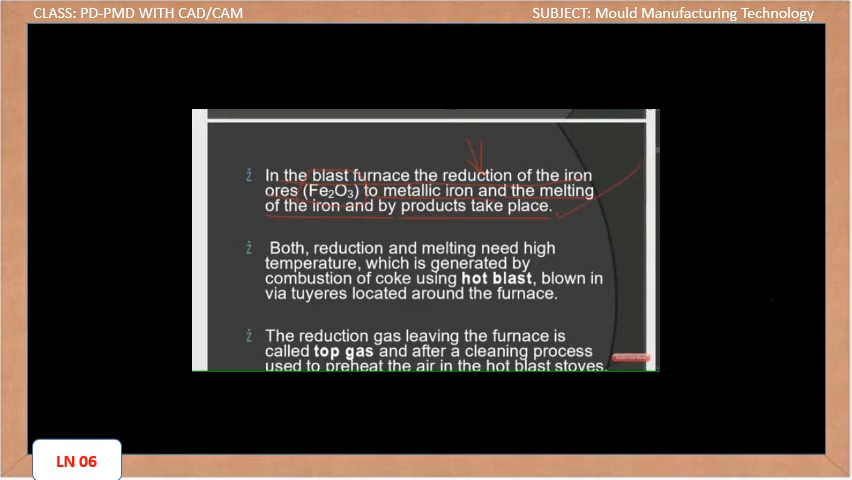 CLASS: PD-PMD WITH CAD/CAM
SUBJECT: Mould Manufacturing Technology
ž In the blast furnace the reduction of the iron
ores (Fe₂O₃) to metallic iron and the melting
of the iron and by products take place.
ž Both, reduction and melting need high
temperature, which is generated by
combustion of coke using hot blast, blown in
via tuyeres located around the furnace.
ž The reduction gas leaving the furnace is
called top gas and after a cleaning process
used to preheat the air in the hot blast stoves.
LN 06